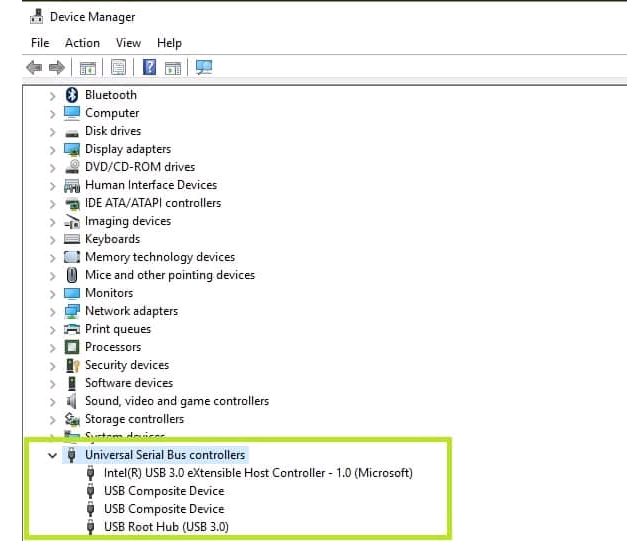 Device Manager
File Action View Help
Bluetooth
Computer
Disk drives
Display adapters
DVD/CD-ROM drives
Human Interface Devices
IDE ATA/ATAPI controllers
Imaging devices
Keyboards
Memory technology devices
Mice and other pointing devices
Monitors
Network adapters
Print queues
Processors
Security devices
Software devices
Sound, video and game controllers
Storage controllers
System devices
Universal Serial Bus controllers
Intel(R) USB 3.0 eXtensible Host Controller - 1.0 (Microsoft)
USB Composite Device
USB Composite Device
USB Root Hub (USB 3.0)